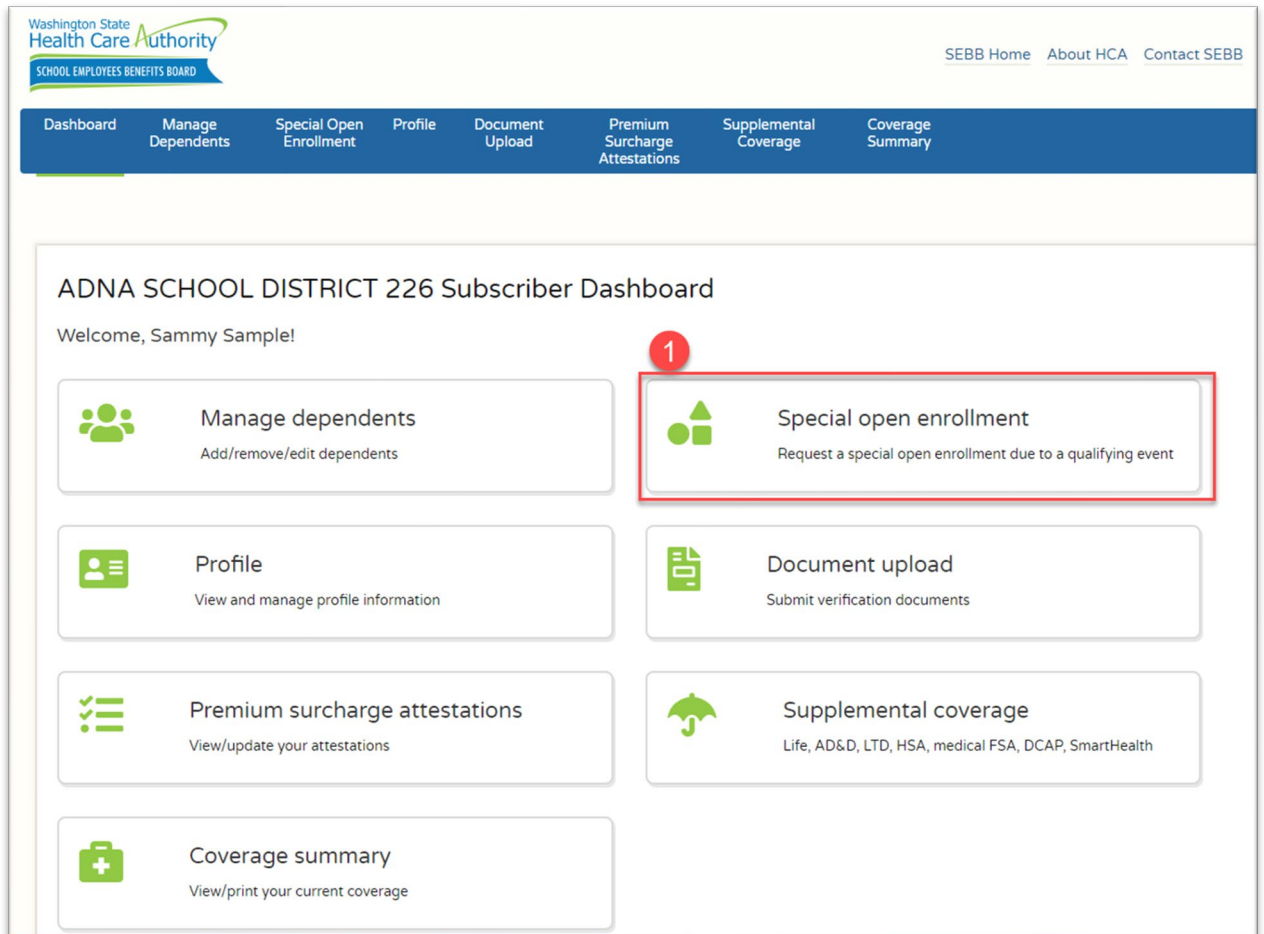 Washington State
Health Care Authority
SCHOOL EMPLOYEES BENEFITS BOARD
SEBB Home About HCA Contact SEBB
Dashboard Manage Dependents Special Open Enrollment Profile Document Upload Premium Surcharge Attestations Supplemental Coverage Coverage Summary
ADNA SCHOOL DISTRICT 226 Subscriber Dashboard
Welcome, Sammy Sample!
1
Manage dependents
Add/remove/edit dependents
Special open enrollment
Request a special open enrollment due to a qualifying event
Profile
View and manage profile information
Document upload
Submit verification documents
Premium surcharge attestations
View/update your attestations
Supplemental coverage
Life, AD&D, LTD, HSA, medical FSA, DCAP, SmartHealth
Coverage summary
View/print your current coverage